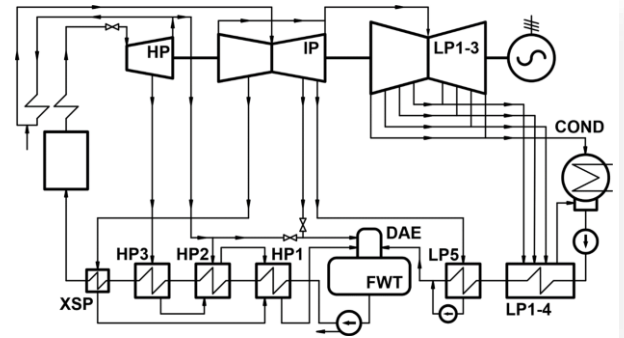 HP
IP
LP1-3
COND
DAE
HP3
HP2
HP1
LP5
FWT
XSP
LP1-4